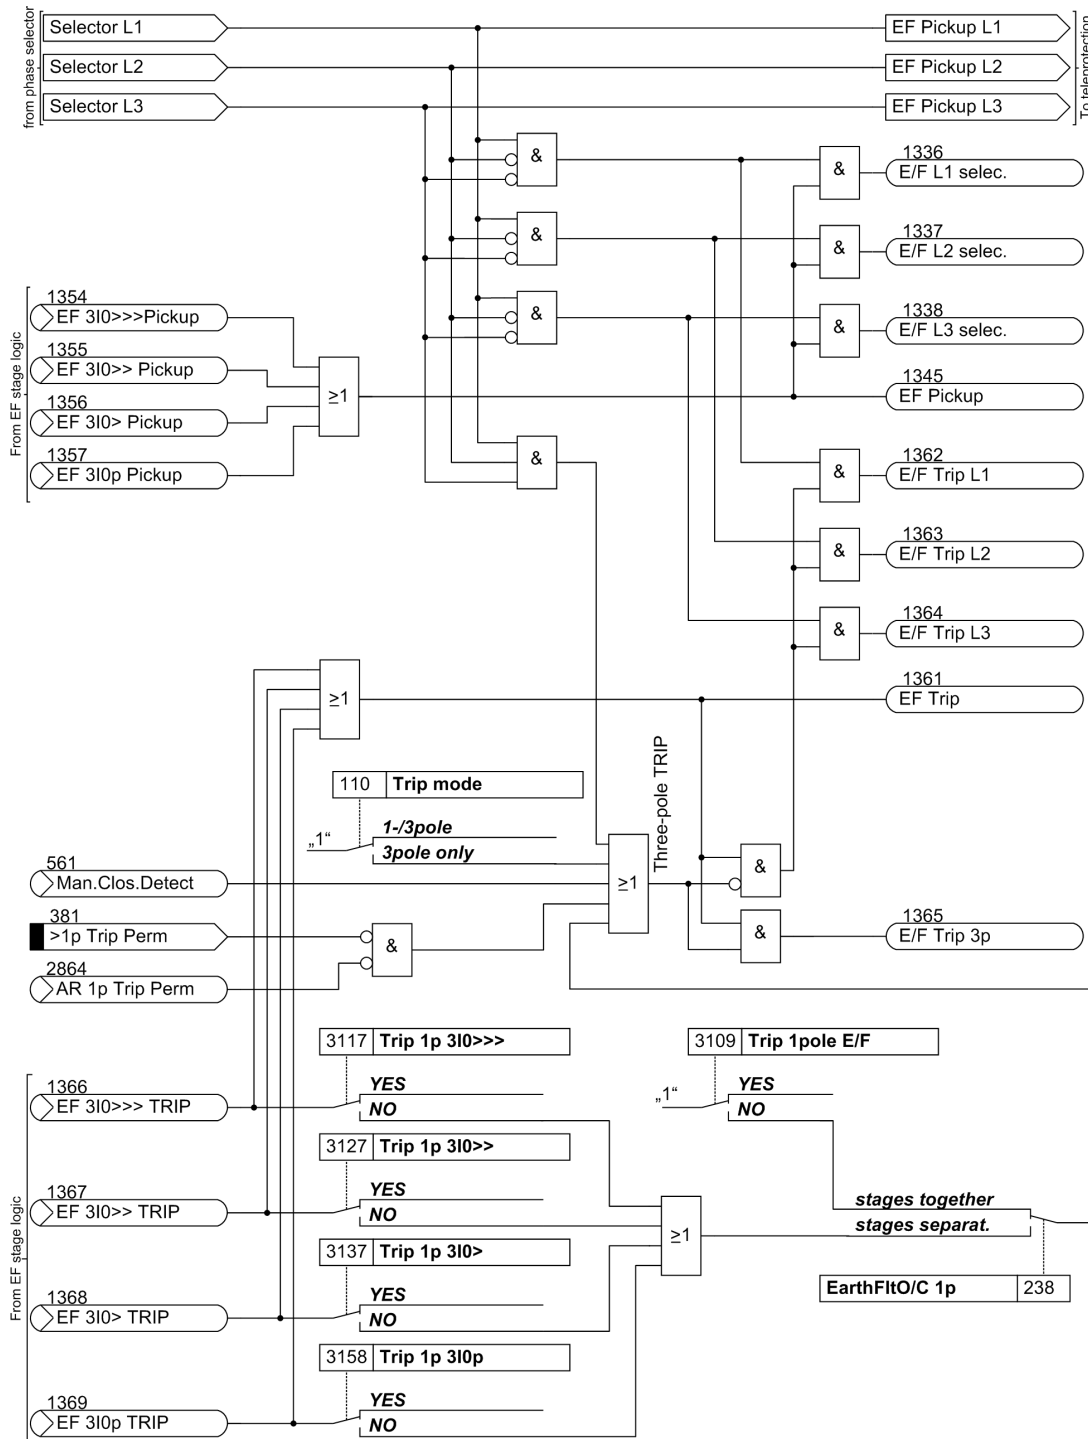 from phase selector
Selector L1
Selector L2
Selector L3
EF Pickup L1
EF Pickup L2
EF Pickup L3
To teleprotection
&
&
1336
E/F L1 selec.
&
&
1337
E/F L2 selec.
&
&
1338
E/F L3 selec.
From EF stage logic
1354
EF 3I0>>>Pickup
1355
EF 3I0>> Pickup
1356
EF 3I0> Pickup
1357
EF 3I0p Pickup
≥1
1345
EF Pickup
&
&
1362
E/F Trip L1
&
1363
E/F Trip L2
&
1364
E/F Trip L3
≥1
1361
EF Trip
110 Trip mode
„1“
1-/3pole
3pole only
Three-pole TRIP
561
Man.Clos.Detect
≥1
&
381
>1p Trip Perm
&
2864
AR 1p Trip Perm
&
1365
E/F Trip 3p
From EF stage logic
3117 Trip 1p 3I0>>>
1366
EF 3I0>>> TRIP
YES
NO
3109 Trip 1pole E/F
„1“
YES
NO
3127 Trip 1p 3I0>>
1367
EF 3I0>> TRIP
YES
NO
≥1
stages together
stages separat.
EarthFltO/C 1p 238
3137 Trip 1p 3I0>
1368
EF 3I0> TRIP
YES
NO
3158 Trip 1p 3I0p
1369
EF 3I0p TRIP
YES
NO